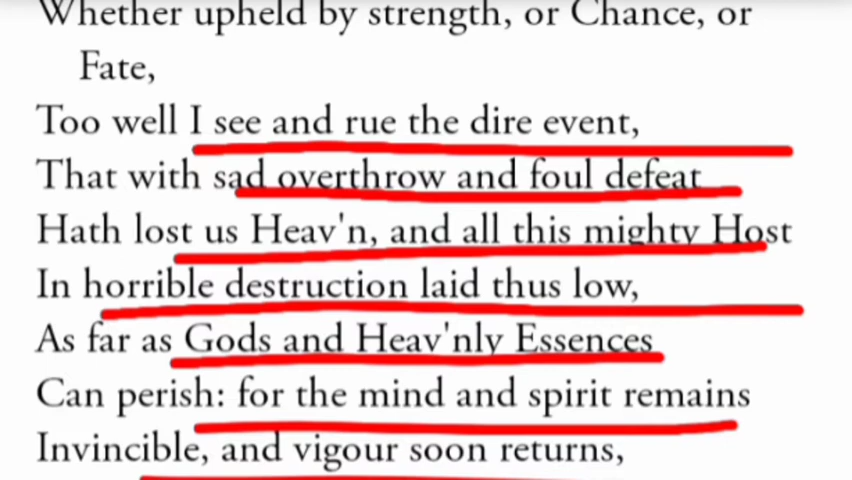 Whether upheld by strength, or Chance, or
Fate,
Too well I see and rue the dire event,
That with sad overthrow and foul defeat
Hath lost us Heav'n, and all this mighty Host
In horrible destruction laid thus low,
As far as Gods and Heav'nly Essences
Can perish: for the mind and spirit remains
Invincible, and vigour soon returns,